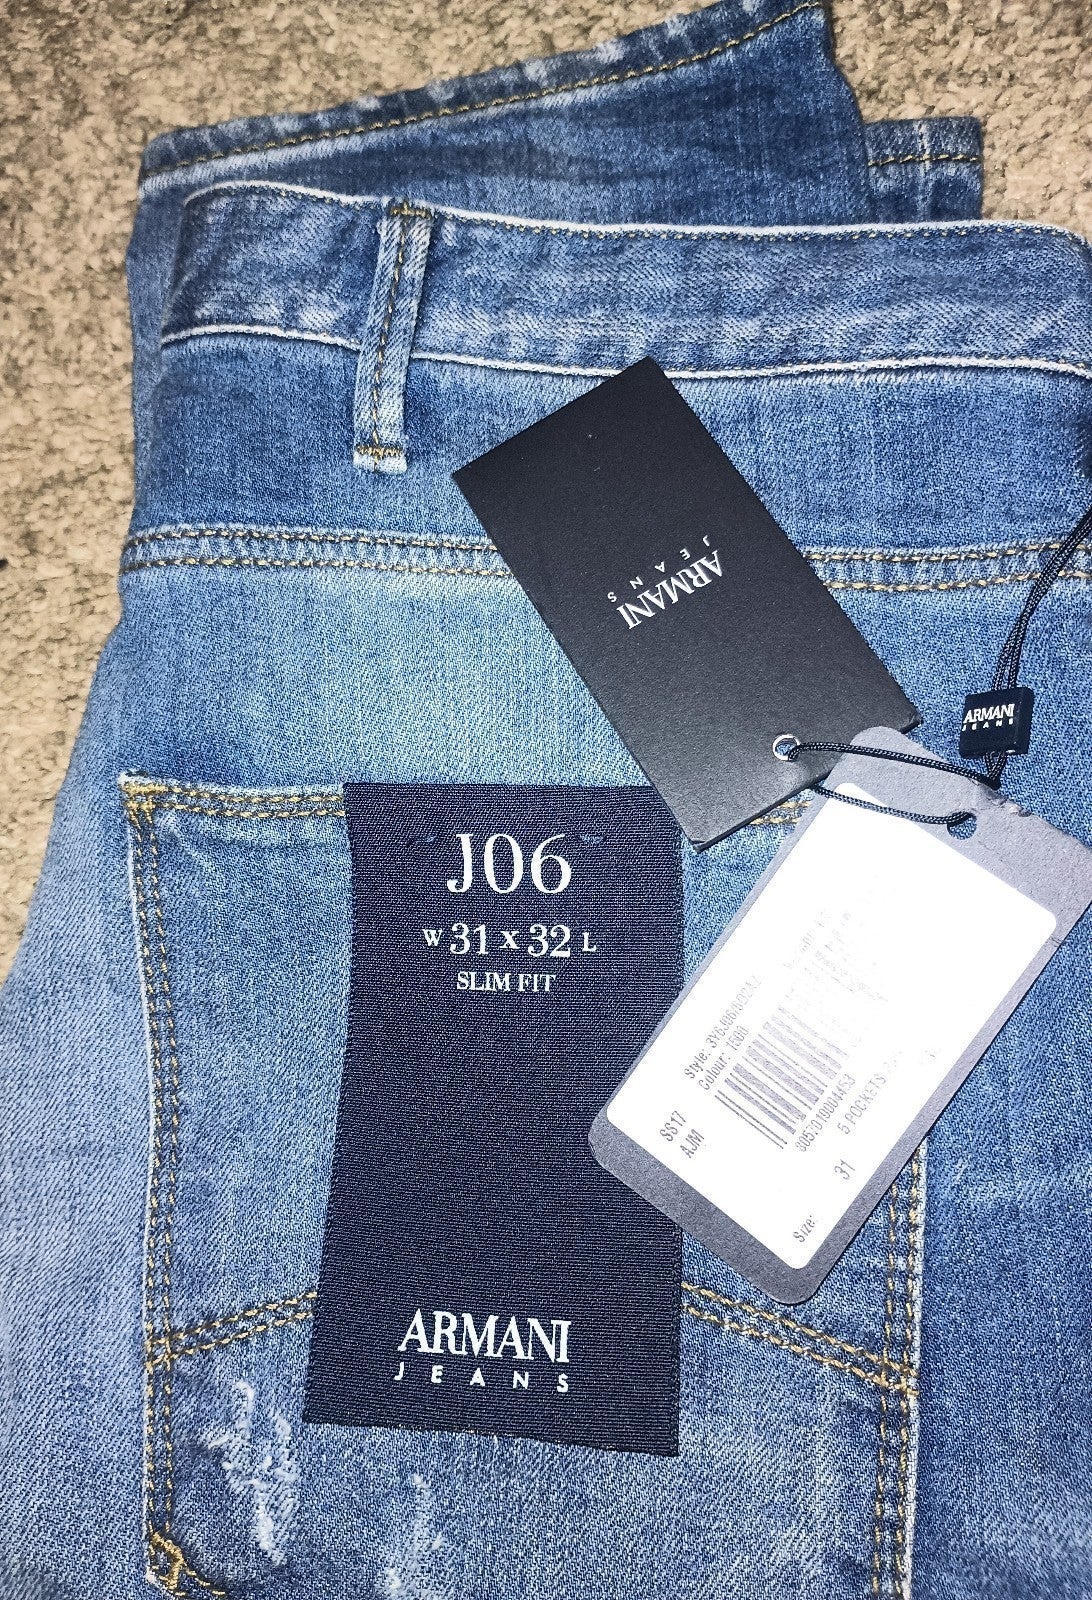 ARMANI
JEANS
ARMANI
JEANS
J06
W 31 X 32 L
SLIM FIT
ARMANI
JEANS
Colour:
SS17
AJM
5 POCKETS
Size: 31
Style: